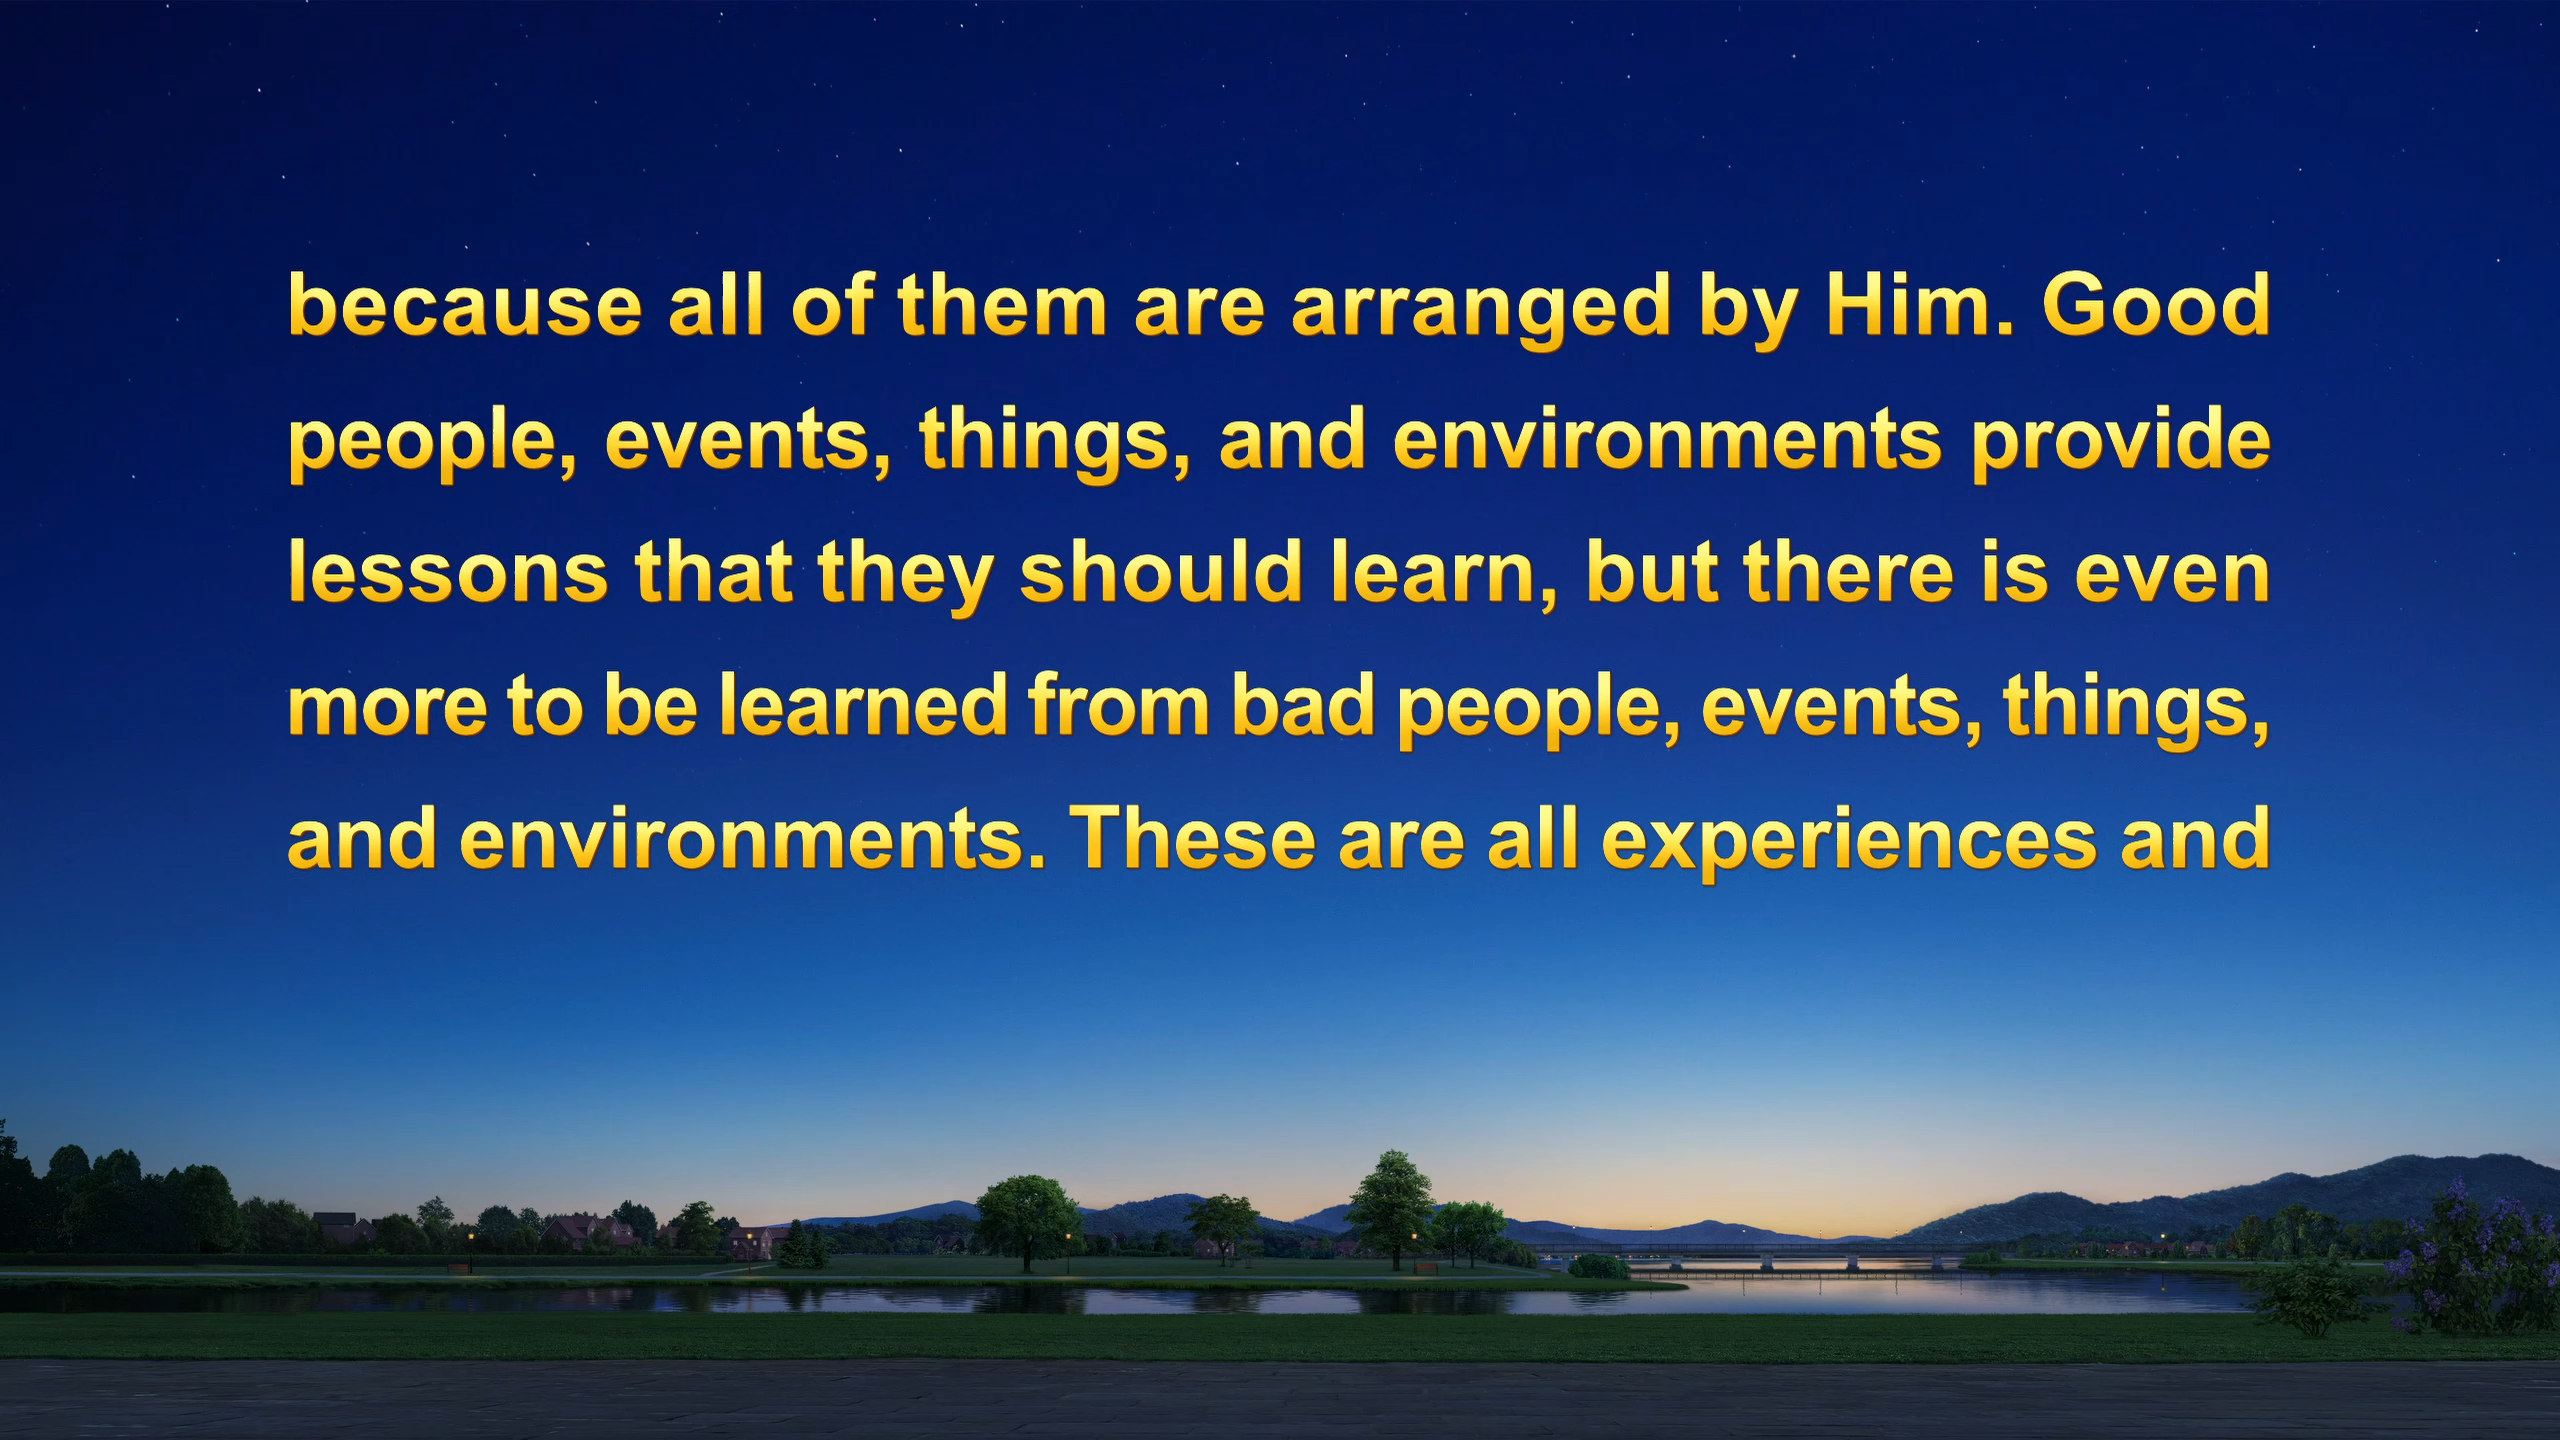 because all of them are arranged by Him. Good
people, events, things, and environments provide
lessons that they should learn, but there is even
more to be learned from bad people, events, things,
and environments. These are all experiences and